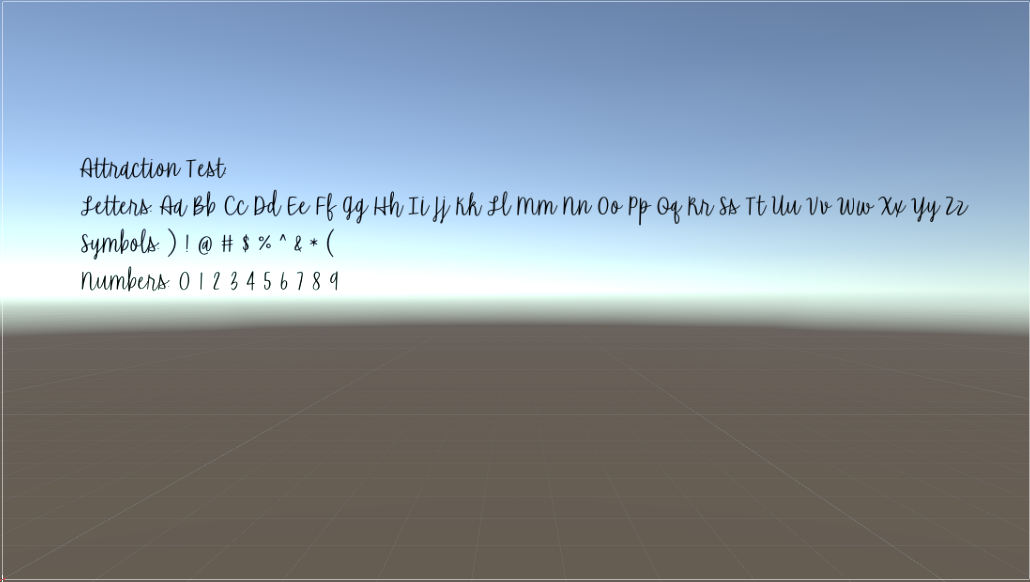 Attraction Test:
Letters: Aa Bb Cc Dd Ee Ff Gg Hh Ii Jj Kk Ll Mm Nn Oo Pp Qq Rr Ss Tt Uu Vv Ww Xx Yy Zz
Symbols: ) ! @ # $ % ^ & * (
Numbers: 0 1 2 3 4 5 6 7 8 9